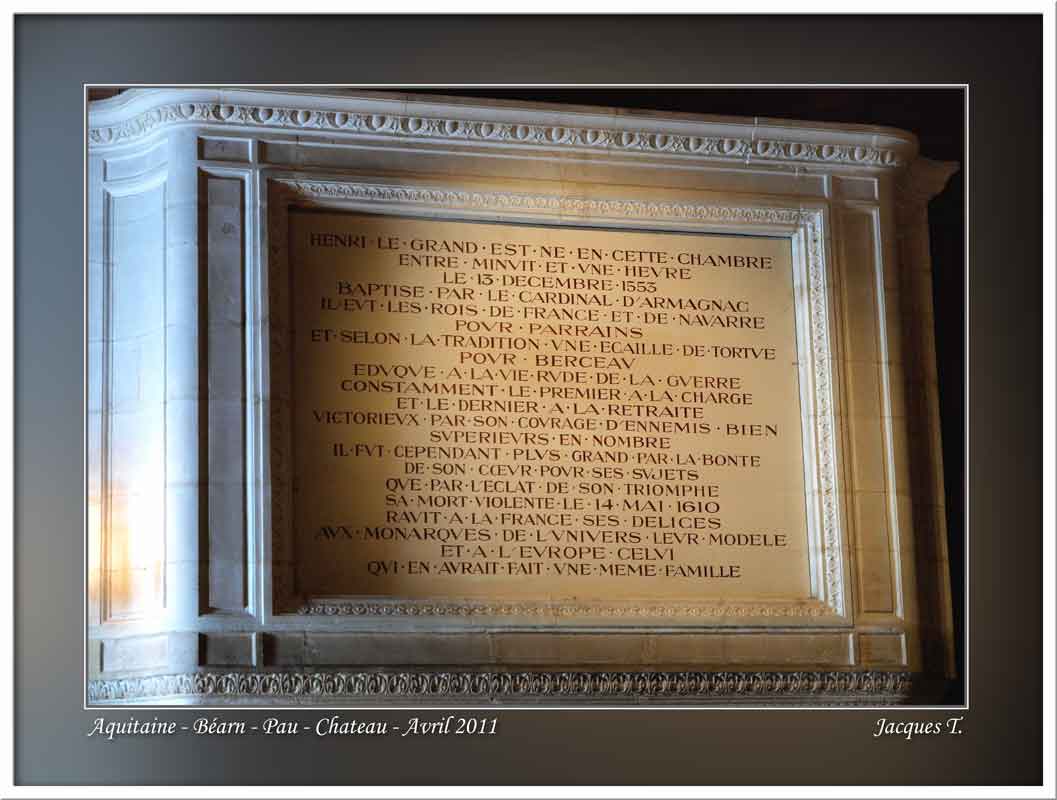 HENRI·LE·GRAND·EST·NE·EN·CETTE·CHAMBRE
ENTRE·MINVIT·ET·VNE·HEVRE
LE·13·DECEMBRE·1553
BAPTISE·PAR·LE·CARDINAL·D'ARMAGNAC
IL·EVT·LES·ROIS·DE·FRANCE·ET·DE·NAVARRE
POVR·PARRAINS
ET·SELON·LA·TRADITION·VNE·ECAILLE·DE·TORTVE
POVR·BERCEAV
EDVQVE·A·LA·VIE·RVDE·DE·LA·GVERRE
CONSTAMMENT·LE·PREMIER·A·LA·CHARGE
ET·LE·DERNIER·A·LA·RETRAITE
VICTORIEVX·PAR·SON·COVRAGE·D'ENNEMIS·BIEN
SVPERIEVRS·EN·NOMBRE
IL·FVT·CEPENDANT·PLVS·GRAND·PAR·LA·BONTE
DE·SON·CŒVR·POVR·SES·SVJETS
QVE·PAR·L'ECLAT·DE·SON·TRIOMPHE
SA·MORT·VIOLENTE·LE·14·MAI·1610
RAVIT·A·LA·FRANCE·SES·DELICES
AVX·MONARQVES·DE·L'VNIVERS·LEVR·MODELE
ET·A·L'EVROPE·CELVI
QVI·EN·AVRAIT·FAIT·VNE·MEME·FAMILLE
Aquitaine - Béarn - Pau - Chateau - Avril 2011
Jacques T.